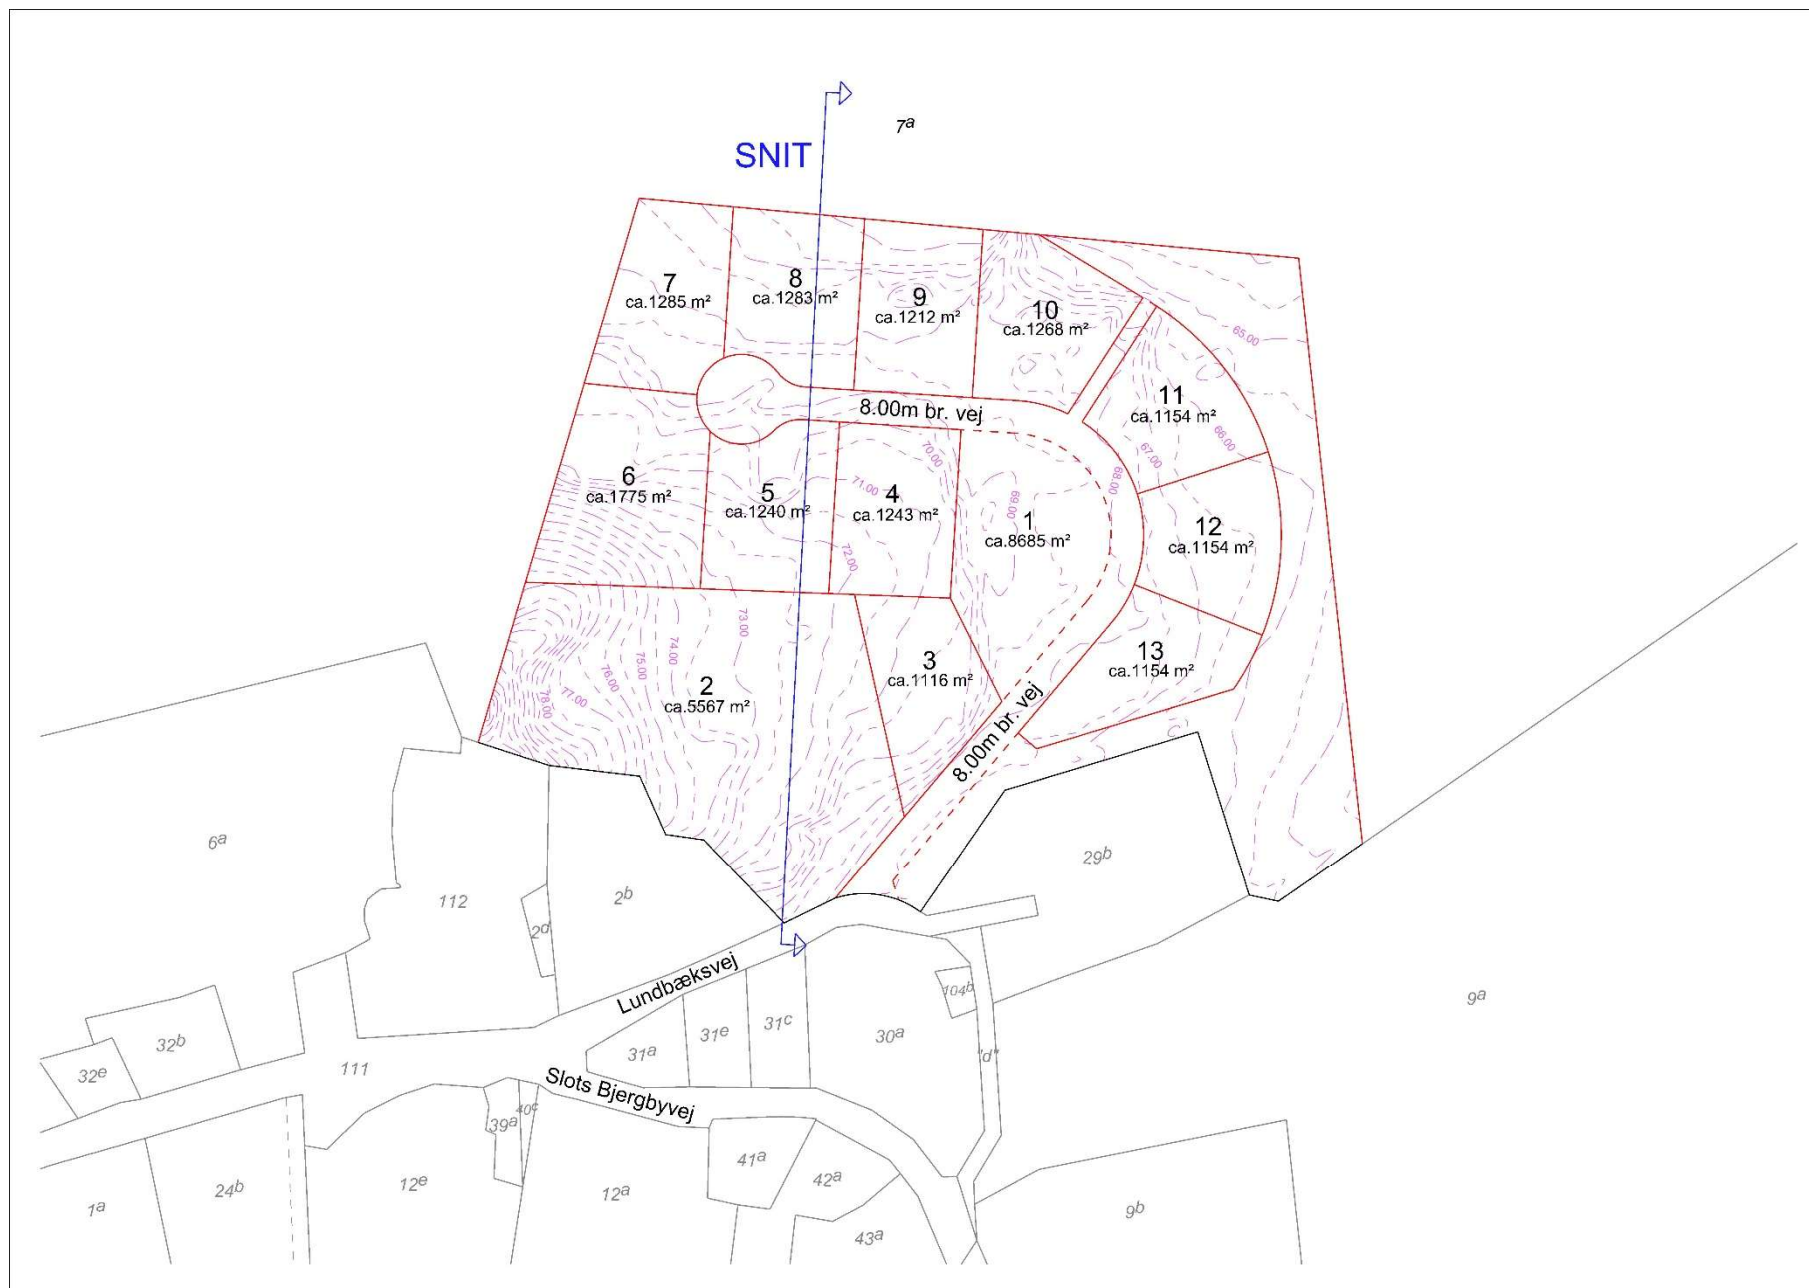 7a
SNIT
7
ca.1285 m²
8
ca.1283 m²
9
ca.1212 m²
10
ca.1268 m²
65.00
11
ca.1154 m²
66.00
67.00
8.00m br. vej
70.00
68.00
6
ca.1775 m²
5
ca.1240 m²
71.00
4
ca.1243 m²
69.00
1
ca.8685 m²
12
ca.1154 m²
72.00
73.00
74.00
75.00
76.00
77.00
78.00
2
ca.5567 m²
3
ca.1116 m²
13
ca.1154 m²
8.00m br. vej
6a
112
2b
2d
29b
Lundbæksvej
104b
9a
32b
32e
111
31a
31e
31c
30a
"d"
Slots Bjergbyvej
40c
39a
1a
24b
12e
12a
41a
42a
43a
9b